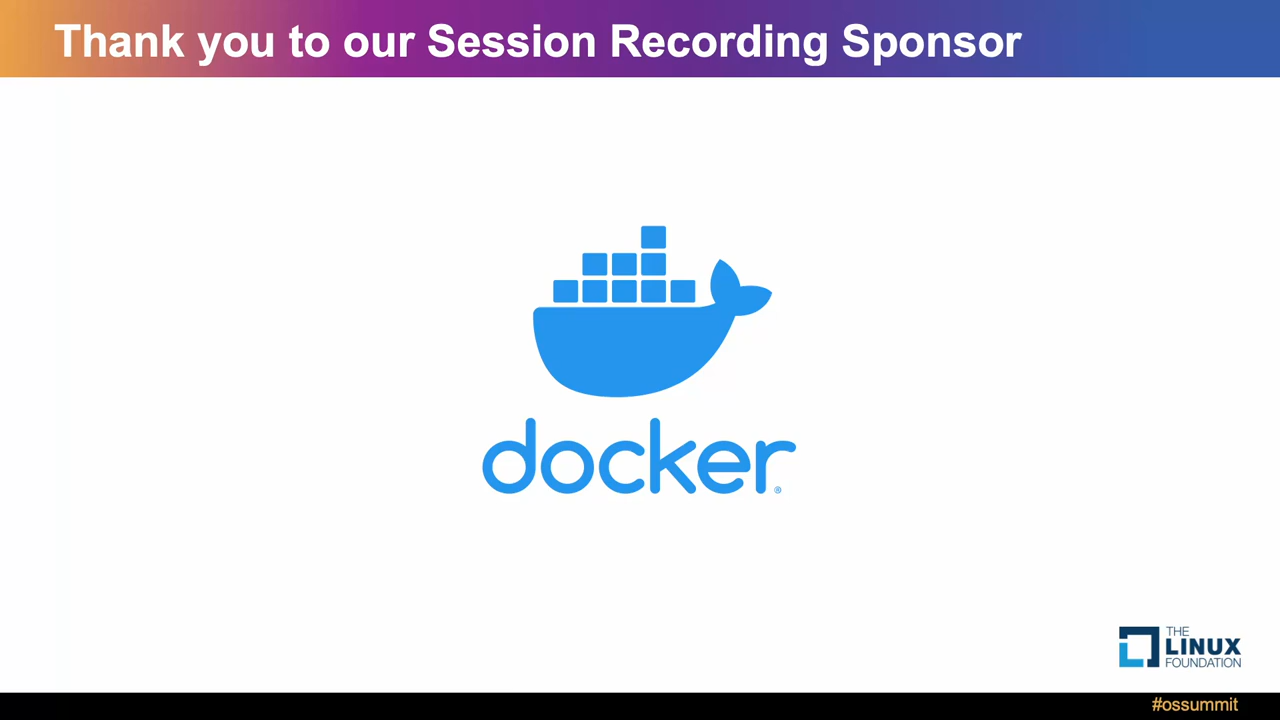 Thank you to our Session Recording Sponsor
docker®
THE
LINUX
FOUNDATION
#ossummit